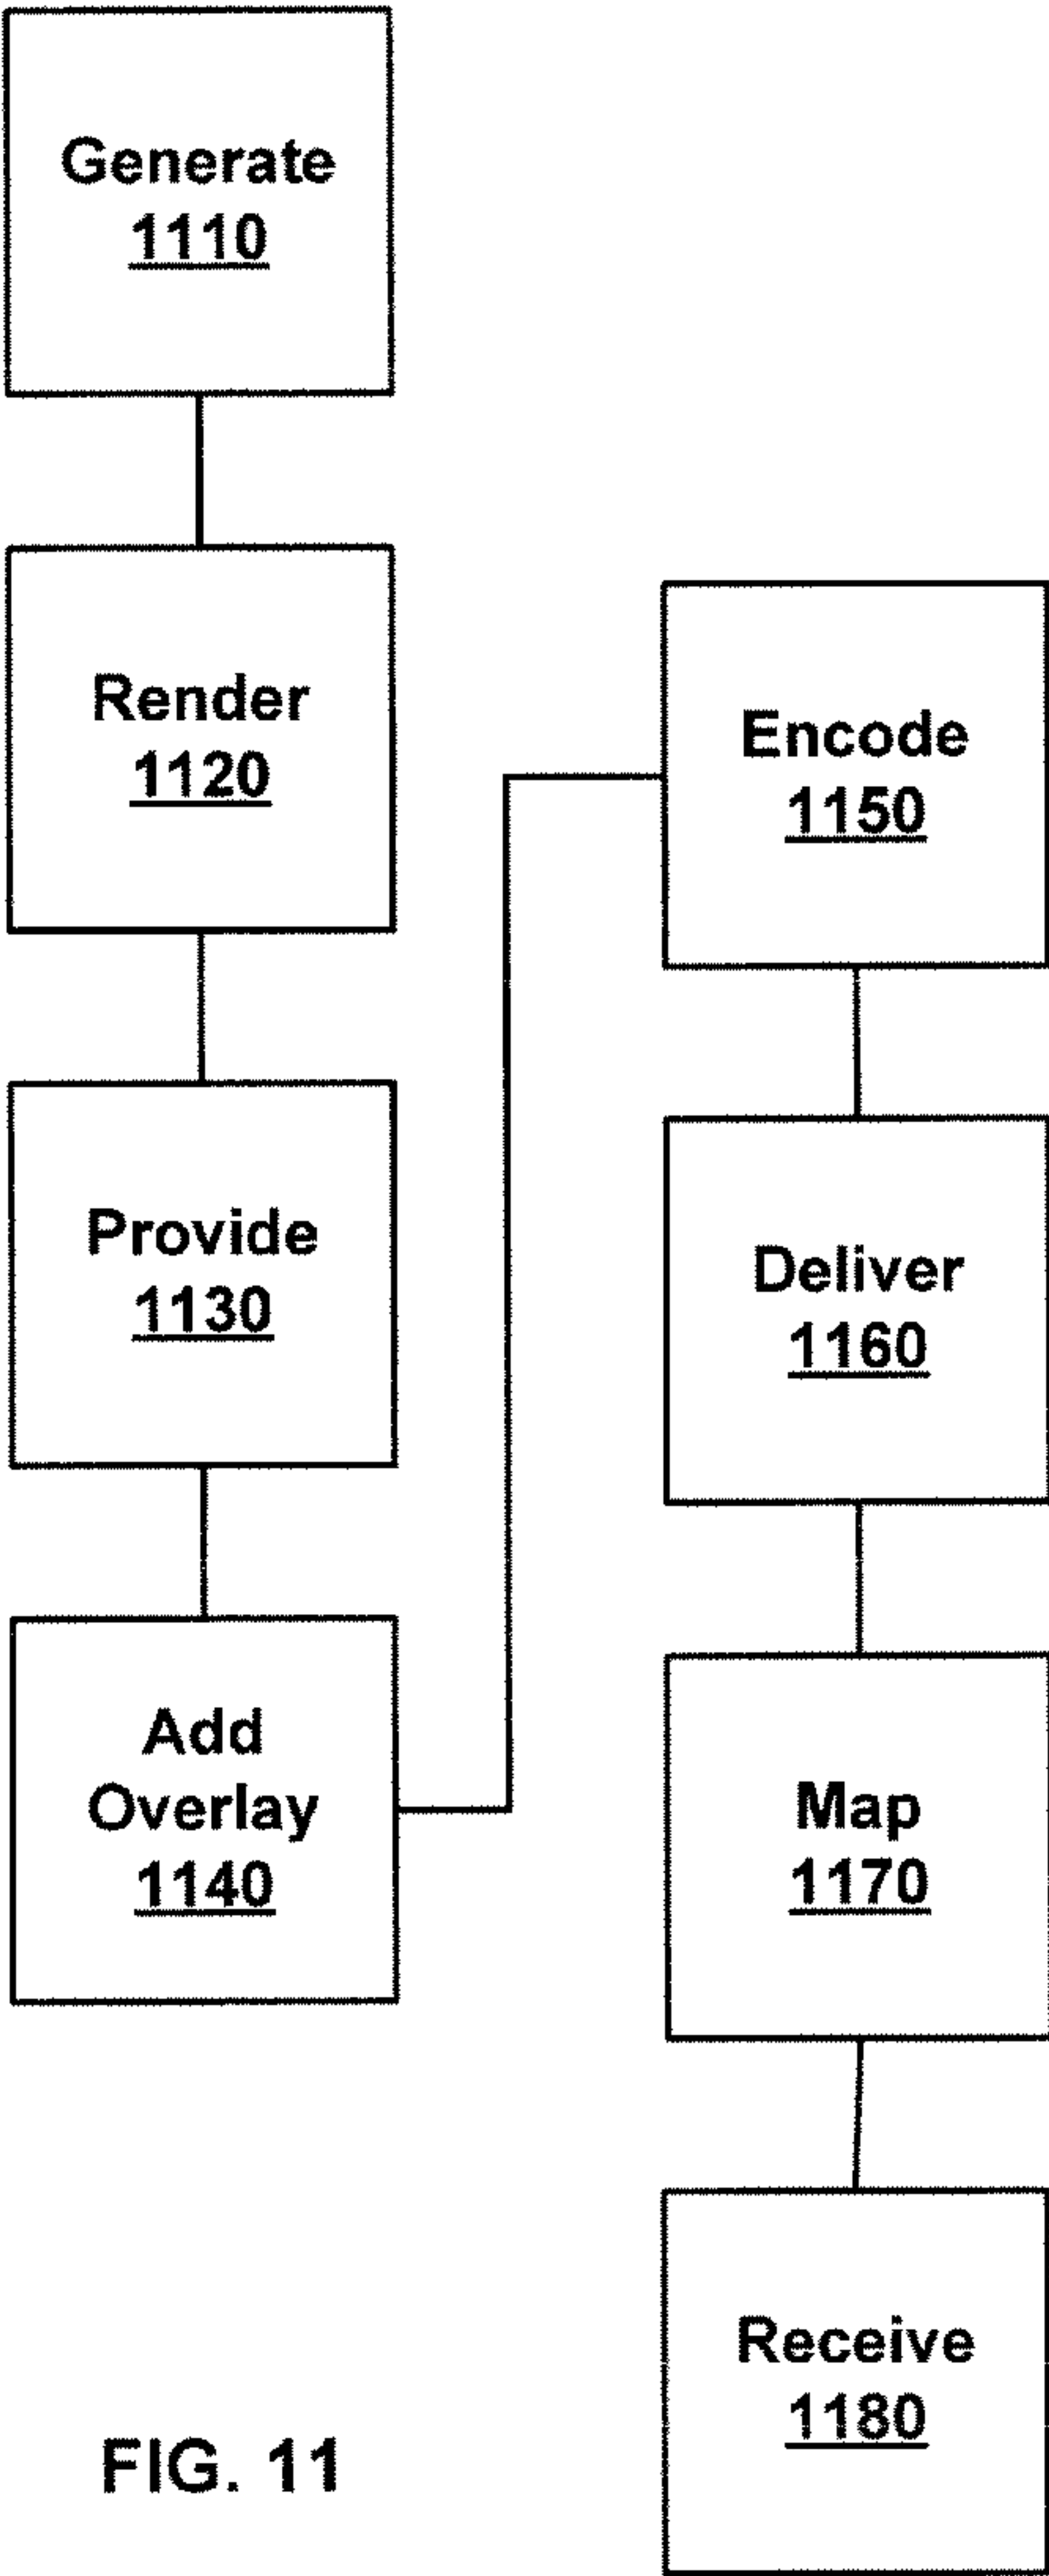 Generate
1110
Render
1120
Provide
1130
Add
Overlay
1140
Encode
1150
Deliver
1160
Map
1170
Receive
1180
FIG. 11